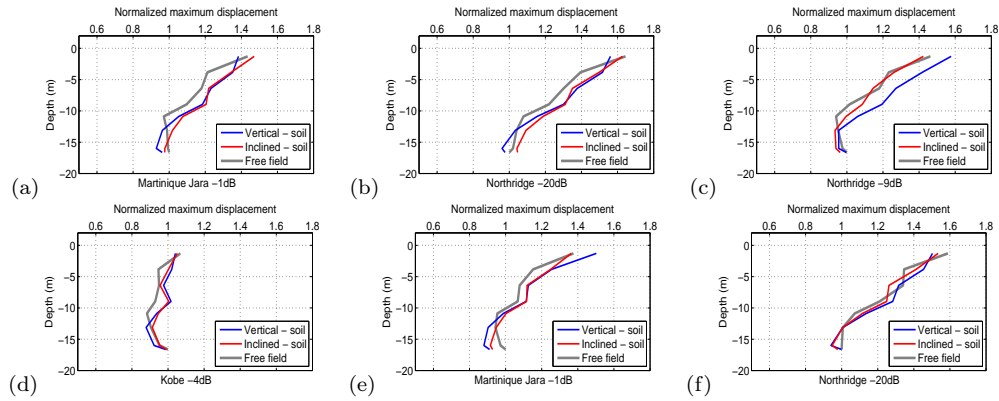 Normalized maximum displacement
0.6 0.8 1 1.2 1.4 1.6 1.8
0
−5
−10
−15
−20
Depth (m)
Vertical − soil
Inclined − soil
Free field
(a)
Martinique Jara −1dB
Normalized maximum displacement
0.6 0.8 1 1.2 1.4 1.6 1.8
0
−5
−10
−15
−20
Depth (m)
Vertical − soil
Inclined − soil
Free field
(b)
Northridge −20dB
Normalized maximum displacement
0.6 0.8 1 1.2 1.4 1.6 1.8
0
−5
−10
−15
−20
Depth (m)
Vertical − soil
Inclined − soil
Free field
(c)
Northridge −9dB
Normalized maximum displacement
0.6 0.8 1 1.2 1.4 1.6 1.8
0
−5
−10
−15
−20
Depth (m)
Vertical − soil
Inclined − soil
Free field
(d)
Kobe −4dB
Normalized maximum displacement
0.6 0.8 1 1.2 1.4 1.6 1.8
0
−5
−10
−15
−20
Depth (m)
Vertical − soil
Inclined − soil
Free field
(e)
Martinique Jara −1dB
Normalized maximum displacement
0.6 0.8 1 1.2 1.4 1.6 1.8
0
−5
−10
−15
−20
Depth (m)
Vertical − soil
Inclined − soil
Free field
(f)
Northridge −20dB